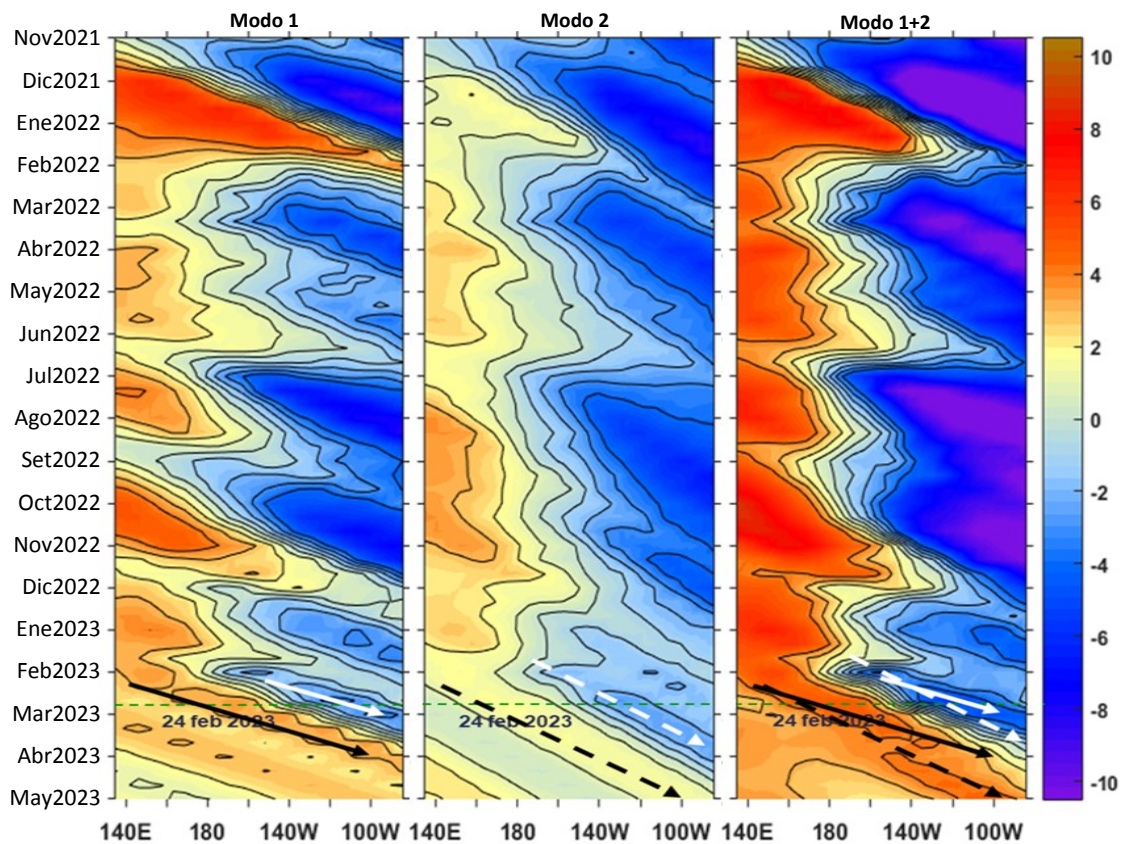 Modo 1 Modo 2 Modo 1+2
Nov2021
Dic2021
Ene2022
Feb2022
Mar2022
Abr2022
May2022
Jun2022
Jul2022
Ago2022
Set2022
Oct2022
Nov2022
Dic2022
Ene2023
Feb2023
Mar2023
Abr2023
May2023
24 feb 2023 24 feb 2023 24 feb 2023
140E 180 140W 100W 140E 180 140W 100W 140E 180 140W 100W
10
8
6
4
2
0
-2
-4
-6
-8
-10